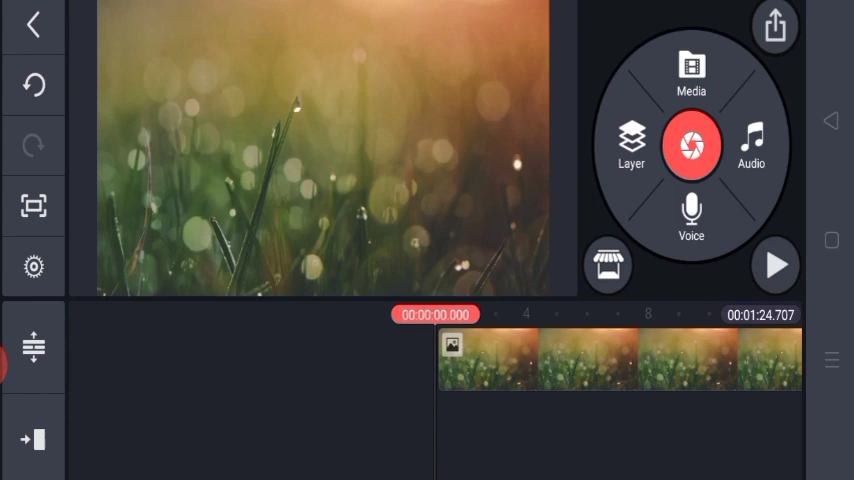 Media
Layer
Audio
Voice
00:00:00.000
4
8
00:01:24.707